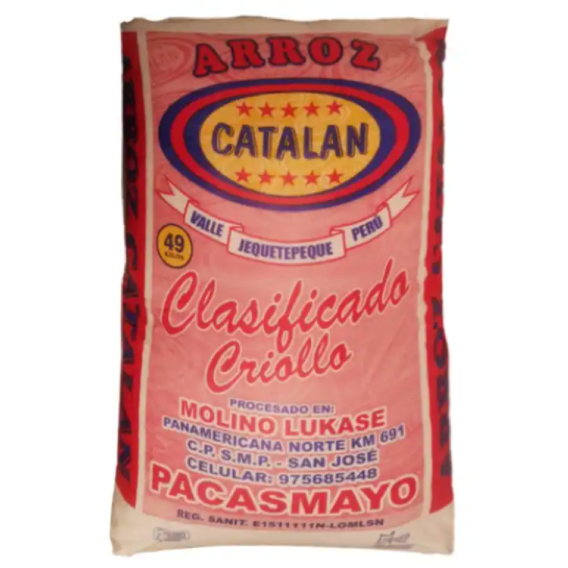 ARROZ
CATALAN
VALLE JEQUETEPEQUE PERÚ
49
KILOS
Clasificado
Criollo
PROCESADO EN:
MOLINO LUKASE
PANAMERICANA NORTE KM 691
C.P. S.M.P. - SAN JOSÉ
CELULAR: 975685448
PACASMAYO
REG. SANIT. E1511111N-LGMLSN
ARROZ CATALAN